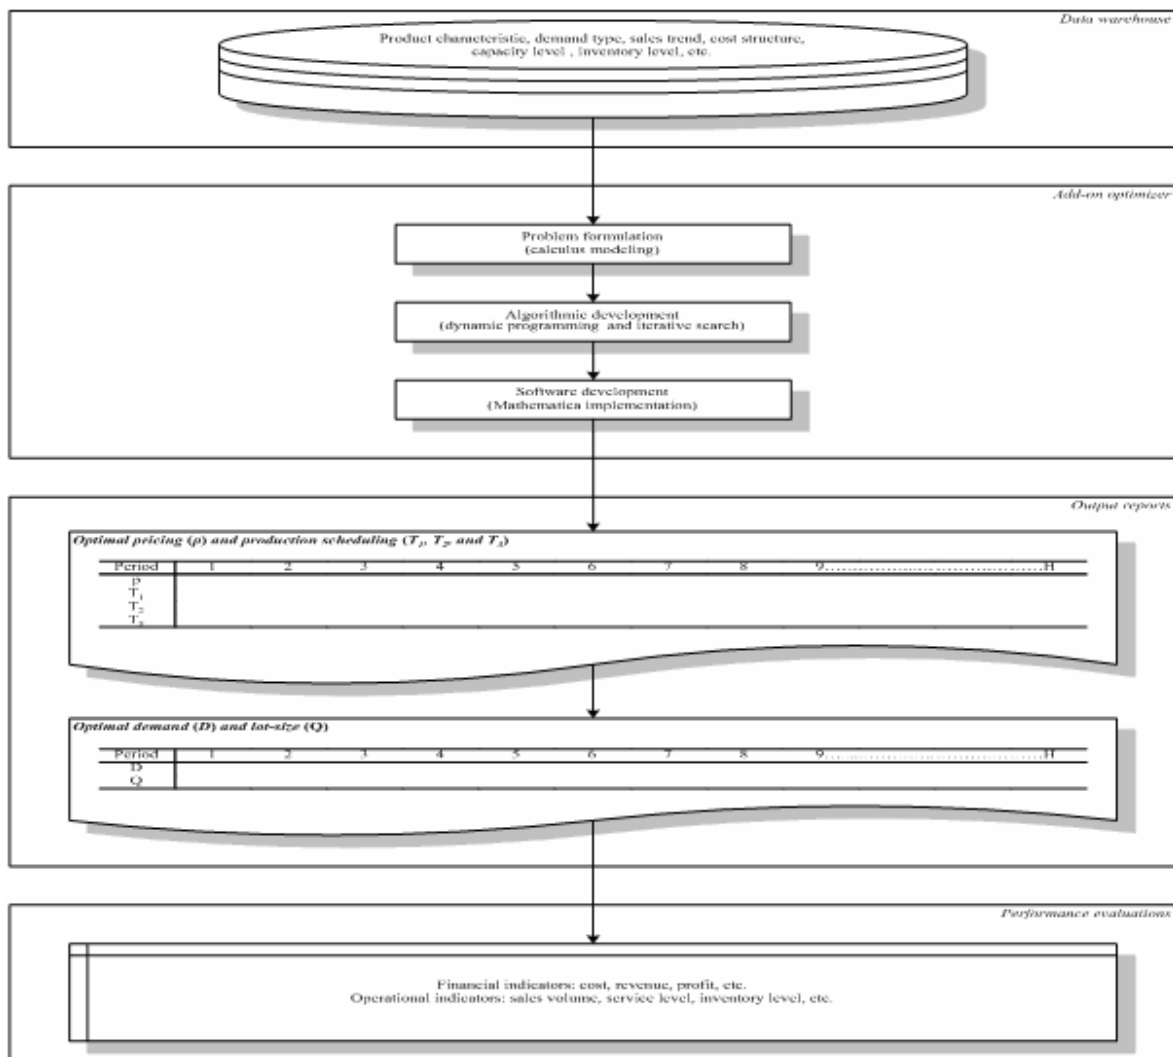 Data warehouse
Product characteristic, demand type, sales trend, cost structure,
capacity level , inventory level, etc.
Add-on optimizer
Problem formulation
(calculus modeling)
Algorithmic development
(dynamic programming and iterative search)
Software development
(Mathematica implementation)
Output reports
Optimal pricing (p) and production scheduling (T1, T2, and T3)
Period 1 2 3 4 5 6 7 8 9........................................H
p
T1
T2
T3
Optimal demand (D) and lot-size (Q)
Period 1 2 3 4 5 6 7 8 9........................................H
D
Q
Performance evaluations
Financial indicators: cost, revenue, profit, etc.
Operational indicators: sales volume, service level, inventory level, etc.